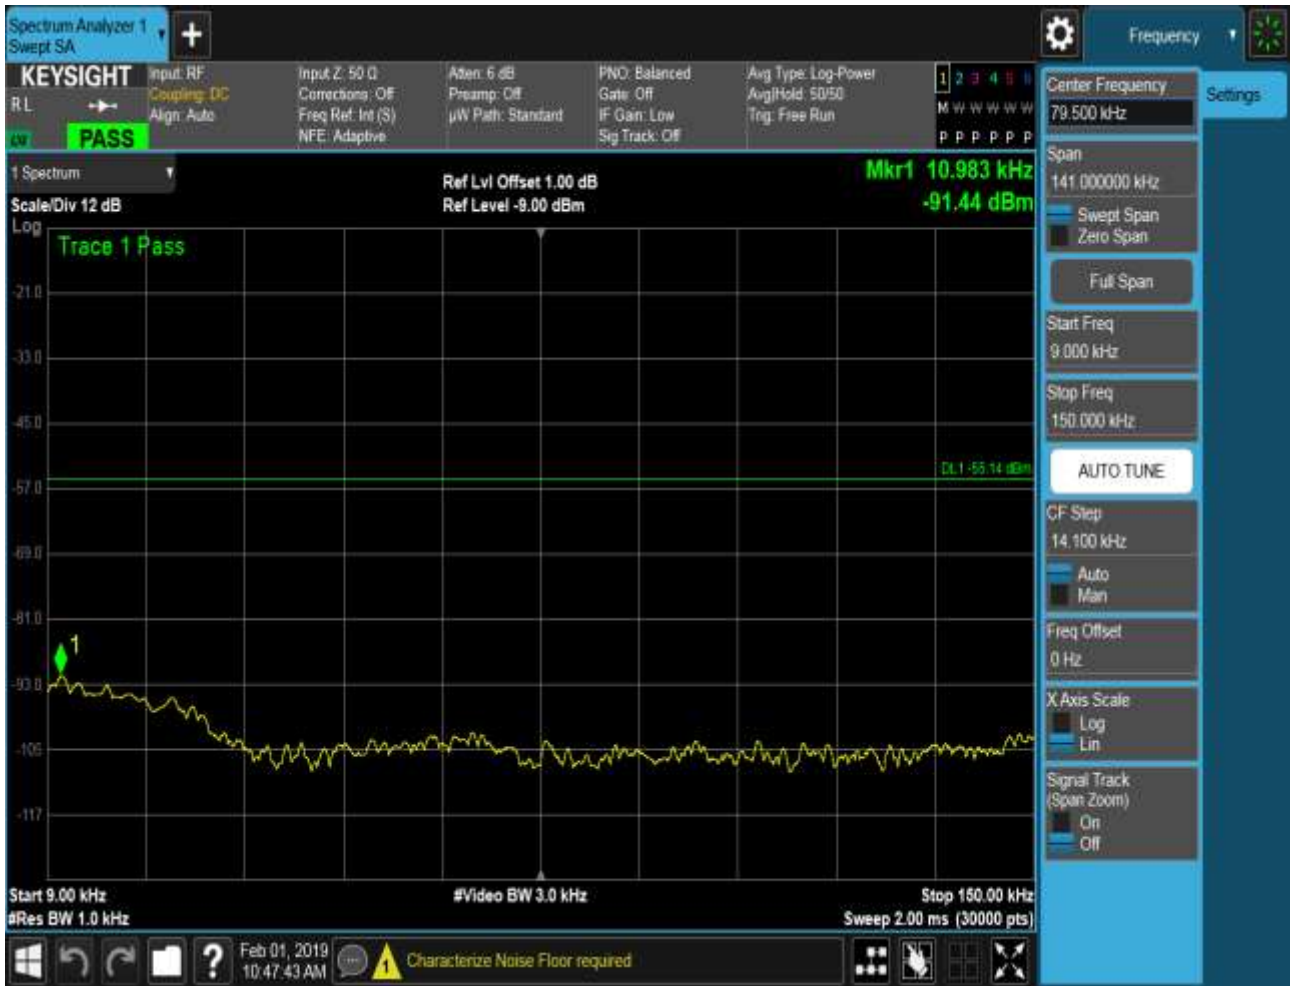 Spectrum Analyzer 1
Swept SA
Frequency
KEYSIGHT
R L
PASS
Input: RF
Coupling: DC
Align: Auto
Input Z: 50 Ω
Corrections: Off
Freq Ref: Int (S)
NFE: Adaptive
Atten: 6 dB
Preamp: Off
µW Path: Standard
PNO: Balanced
Gate: Off
IF Gain: Low
Sig Track: Off
Avg Type: Log-Power
Avg|Hold: 50/50
Trig: Free Run
1 2 3 4 5 6
M W W W W W
P P P P P P
1 Spectrum
Scale/Div 12 dB
Ref Lvl Offset 1.00 dB
Ref Level -9.00 dBm
Mkr1 10.983 kHz
-91.44 dBm
Log
Trace 1 Pass
-21.0
-33.0
-45.0
DL1 -55.14 dBm
-57.0
-69.0
-81.0
1
-93.0
-105
-117
Start 9.00 kHz
#Res BW 1.0 kHz
#Video BW 3.0 kHz
Stop 150.00 kHz
Sweep 2.00 ms (30000 pts)
Center Frequency
79.500 kHz
Settings
Span
141.000000 kHz
Swept Span
Zero Span
Full Span
Start Freq
9.000 kHz
Stop Freq
150.000 kHz
AUTO TUNE
CF Step
14.100 kHz
Auto
Man
Freq Offset
0 Hz
X Axis Scale
Log
Lin
Signal Track
(Span Zoom)
On
Off
?
Feb 01, 2019
10:47:43 AM
1
Characterize Noise Floor required